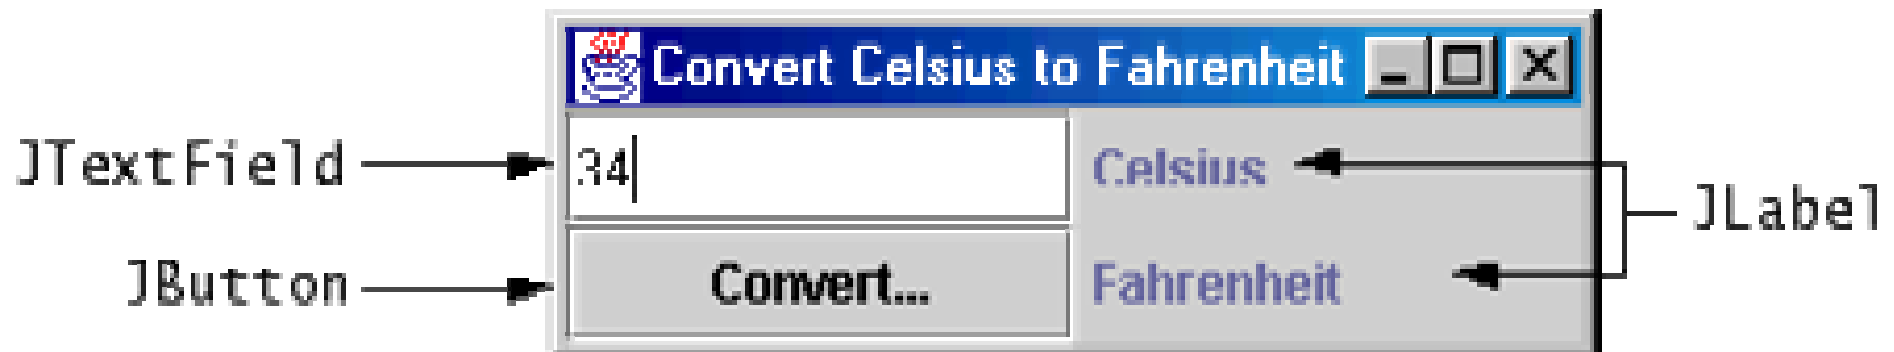 Convert Celsius to Fahrenheit
JTextField
34
Celsius
JLabel
JButton
Convert...
Fahrenheit